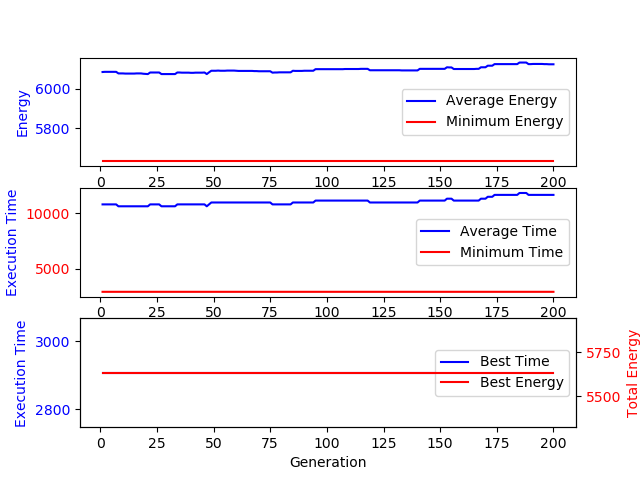 Energy
6000
5800
Average Energy
Minimum Energy
0 25 50 75 100 125 150 175 200
Execution Time
10000
5000
Average Time
Minimum Time
0 25 50 75 100 125 150 175 200
Execution Time
3000
2800
Best Time
Best Energy
5750
5500
Total Energy
0 25 50 75 100 125 150 175 200
Generation